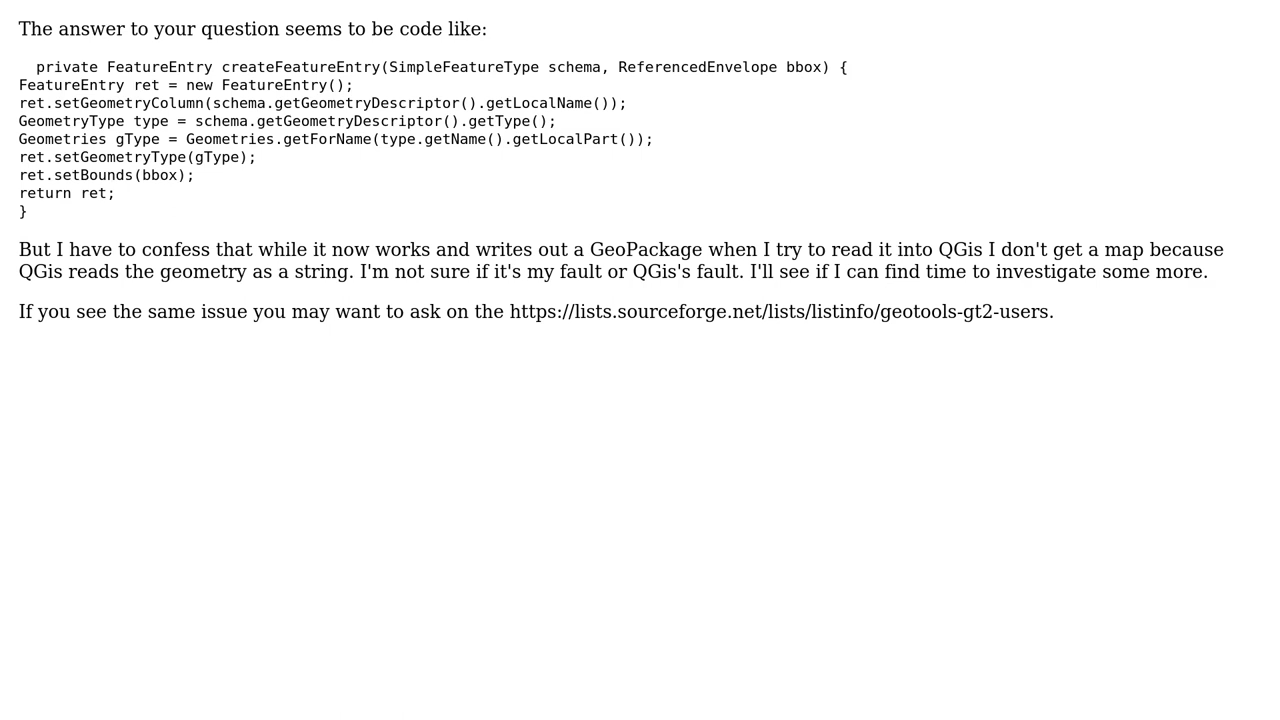 The answer to your question seems to be code like:
private FeatureEntry createFeatureEntry(SimpleFeatureType schema, ReferencedEnvelope bbox) {
FeatureEntry ret = new FeatureEntry();
ret.setGeometryColumn(schema.getGeometryDescriptor().getLocalName());
GeometryType type = schema.getGeometryDescriptor().getType();
Geometries gType = Geometries.getForName(type.getName().getLocalPart());
ret.setGeometryType(gType);
ret.setBounds(bbox);
return ret;
}
But I have to confess that while it now works and writes out a GeoPackage when I try to read it into QGis I don't get a map because
QGis reads the geometry as a string. I'm not sure if it's my fault or QGis's fault. I'll see if I can find time to investigate some more.
If you see the same issue you may want to ask on the https://lists.sourceforge.net/lists/listinfo/geotools-gt2-users.